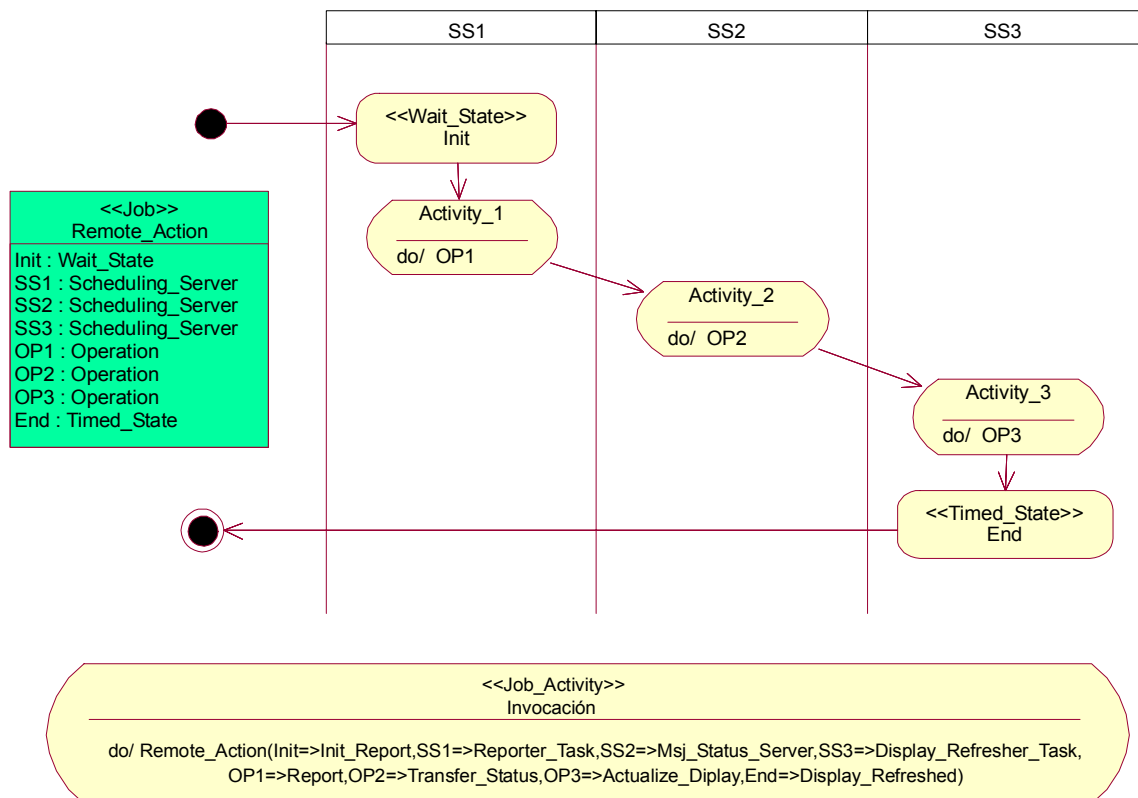 SS1 SS2 SS3
<<Wait_State>>
Init
<<Job>>
Remote_Action
Init : Wait_State
SS1 : Scheduling_Server
SS2 : Scheduling_Server
SS3 : Scheduling_Server
OP1 : Operation
OP2 : Operation
OP3 : Operation
End : Timed_State
Activity_1
do/ OP1
Activity_2
do/ OP2
Activity_3
do/ OP3
<<Timed_State>>
End
<<Job_Activity>>
Invocación
do/ Remote_Action(Init=>Init_Report,SS1=>Reporter_Task,SS2=>Msj_Status_Server,SS3=>Display_Refresher_Task,
OP1=>Report,OP2=>Transfer_Status,OP3=>Actualize_Diplay,End=>Display_Refreshed)